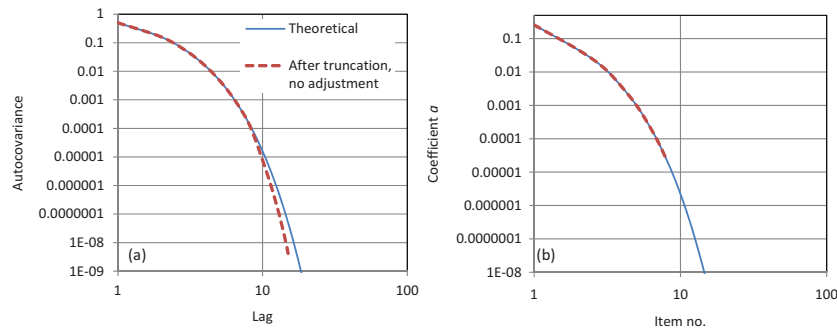 1
0.1
0.01
0.001
0.0001
0.00001
0.000001
0.0000001
1E-08
1E-09
Autocovariance
Theoretical
After truncation,
no adjustment
(a)
1
10
100
Lag
0.1
0.01
0.001
0.0001
0.00001
0.000001
0.0000001
1E-08
Coefficient a
(b)
1
10
100
Item no.